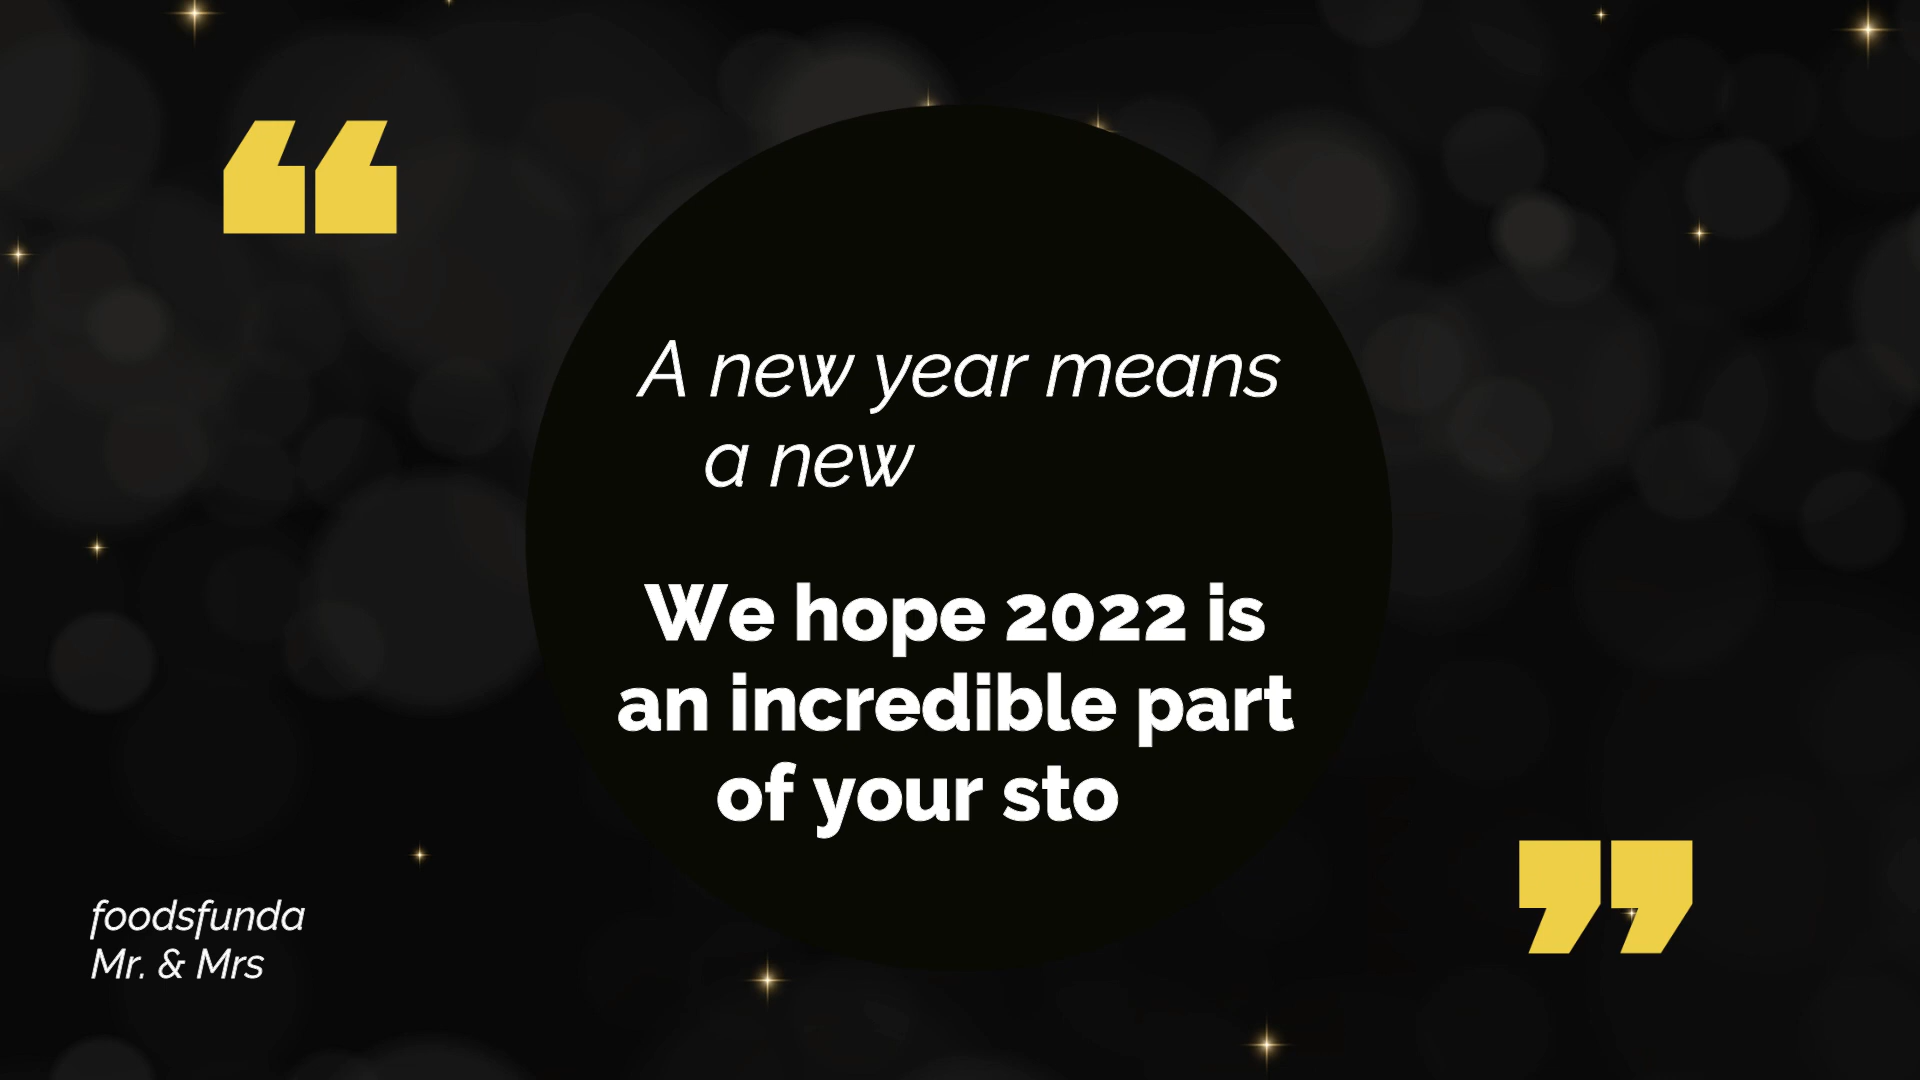 A new year means
a new
We hope 2022 is
an incredible part
of your sto
foodsfunda
Mr. & Mrs